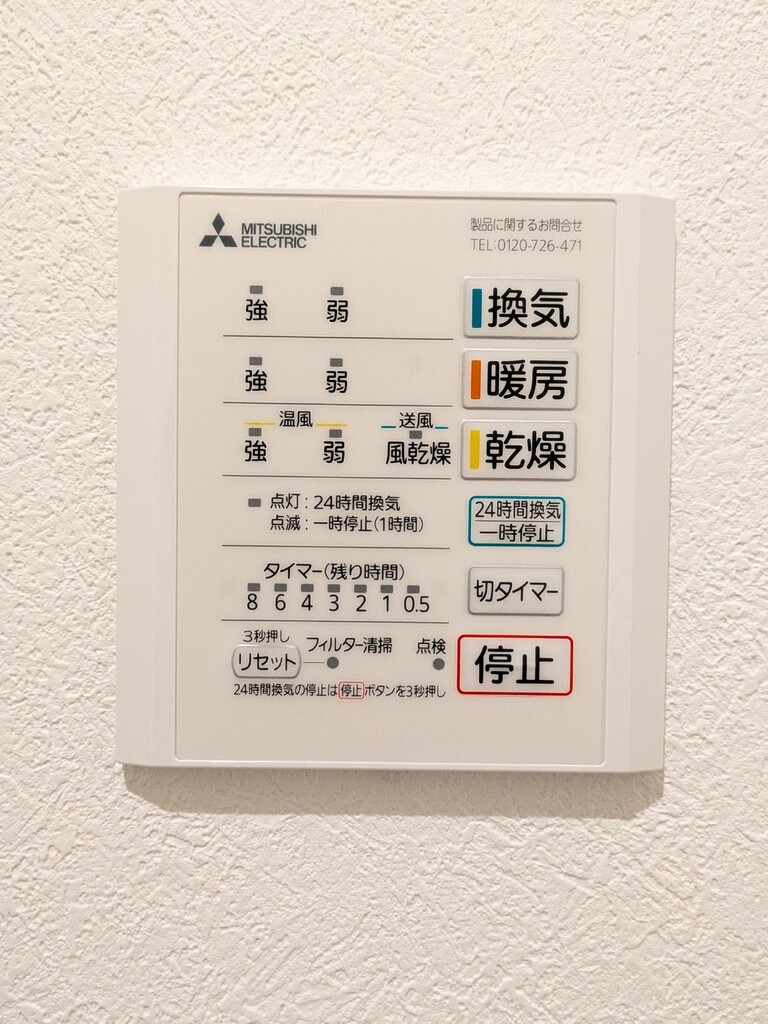 MITSUBISHI
ELECTRIC
製品に関するお問合せ
TEL:0120-726-471
強 弱 換気
強 弱 暖房
温風 送風
強 弱 風乾燥 乾燥
点灯:24時間換気
点滅:一時停止(1時間)
24時間換気
一時停止
タイマー(残り時間)
8 6 4 3 2 1 0.5
切タイマー
3秒押し
リセット フィルター清掃 点検
停止
24時間換気の停止は停止ボタンを3秒押し